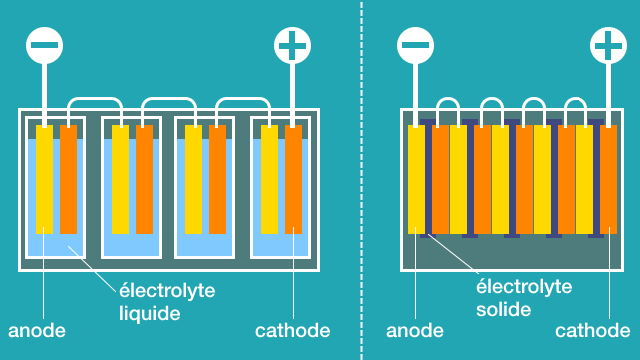 électrolyte
liquide
anode
cathode
électrolyte
solide
anode
cathode